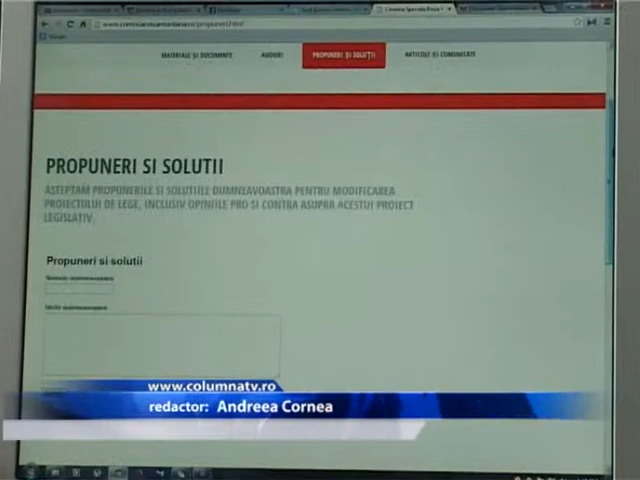 MATERIALE ȘI DOCUMENTE AUDIERI PROPUNERI ȘI SOLUȚII ARTICOLE ȘI COMUNICATE
PROPUNERI SI SOLUTII
ASTEPTAM PROPUNERILE SI SOLUTIILE DUMNEAVOASTRA PENTRU MODIFICAREA
PROIECTULUI DE LEGE, INCLUSIV OPINIILE PRO SI CONTRA ASUPRA ACESTUI PROIECT
LEGISLATIV.
Propuneri si solutii
www.columnatv.ro
redactor: Andreea Cornea